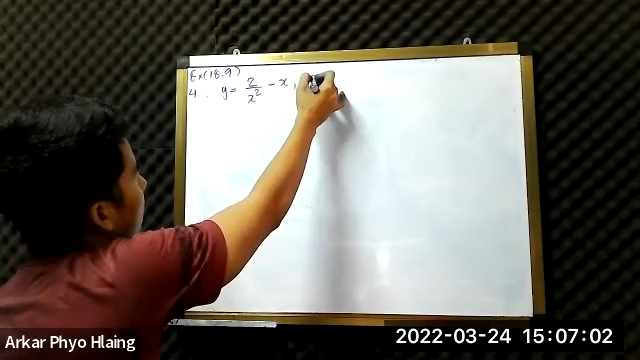 Ex(18.9)
4. y = 2/x² - x,
Arkar Phyo Hlaing
2022-03-24 15:07:02